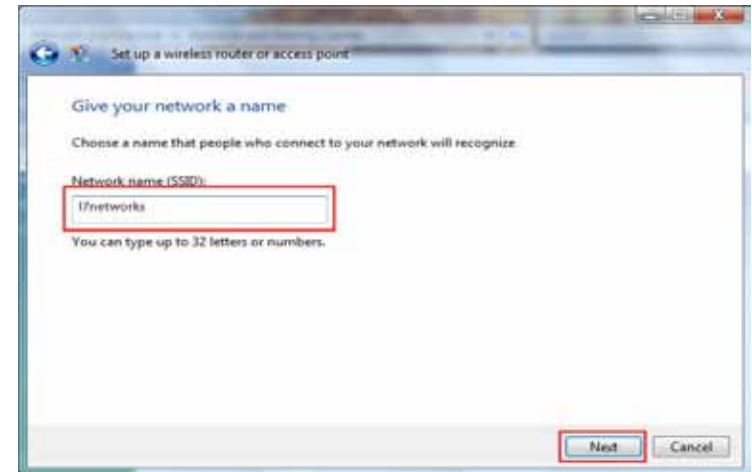 Set up a wireless router or access point
Give your network a name
Choose a name that people who connect to your network will recognize
Network name (SSID):
l7networks
You can type up to 32 letters or numbers.
Next Cancel